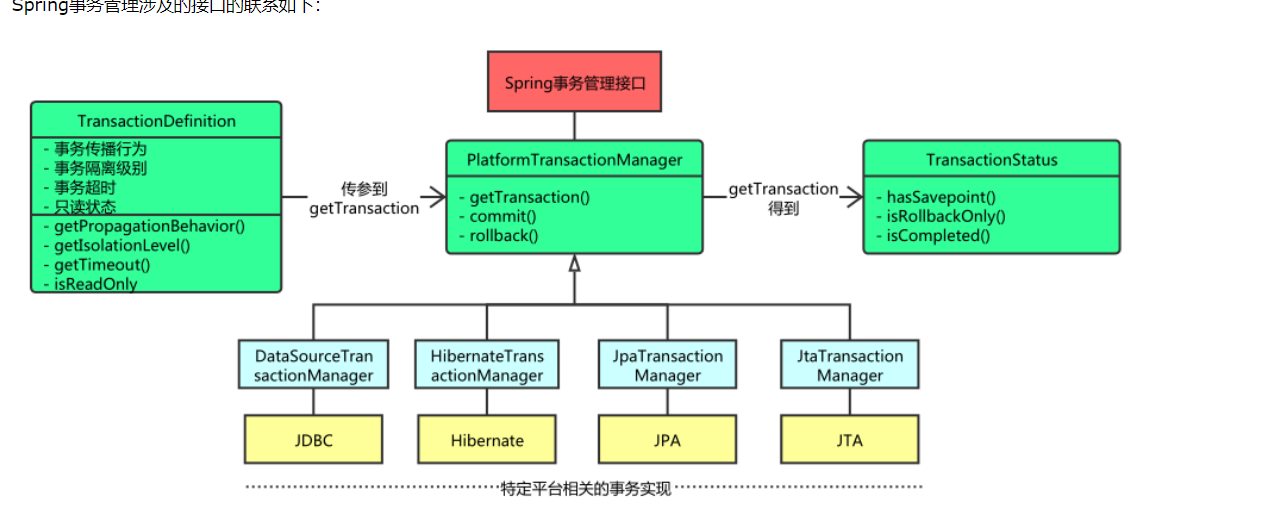 Spring事务管理涉及的接口的联系如下：
Spring事务管理接口
TransactionDefinition
- 事务传播行为
- 事务隔离级别
- 事务超时
- 只读状态
- getPropagationBehavior()
- getIsolationLevel()
- getTimeout()
- isReadOnly
传参到
getTransaction
PlatformTransactionManager
- getTransaction()
- commit()
- rollback()
getTransaction
得到
TransactionStatus
- hasSavepoint()
- isRollbackOnly()
- isCompleted()
DataSourceTran
sactionManager
HibernateTrans
actionManager
JpaTransaction
Manager
JtaTransaction
Manager
JDBC
Hibernate
JPA
JTA
特定平台相关的事务实现